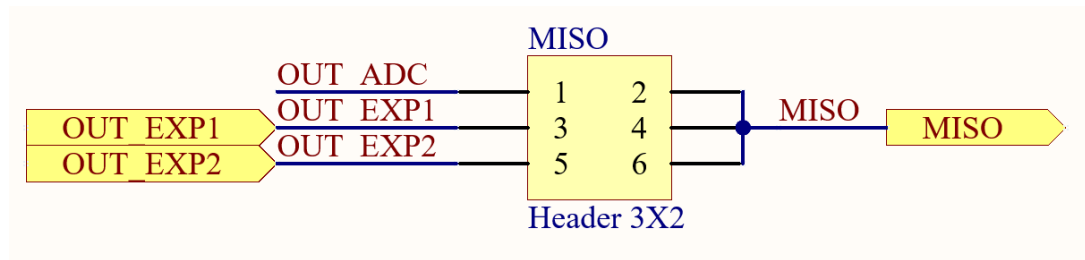 MISO
OUT_ADC
1 2
OUT_EXP1 OUT_EXP1 3 4 MISO MISO
OUT_EXP2 OUT_EXP2 5 6
Header 3X2